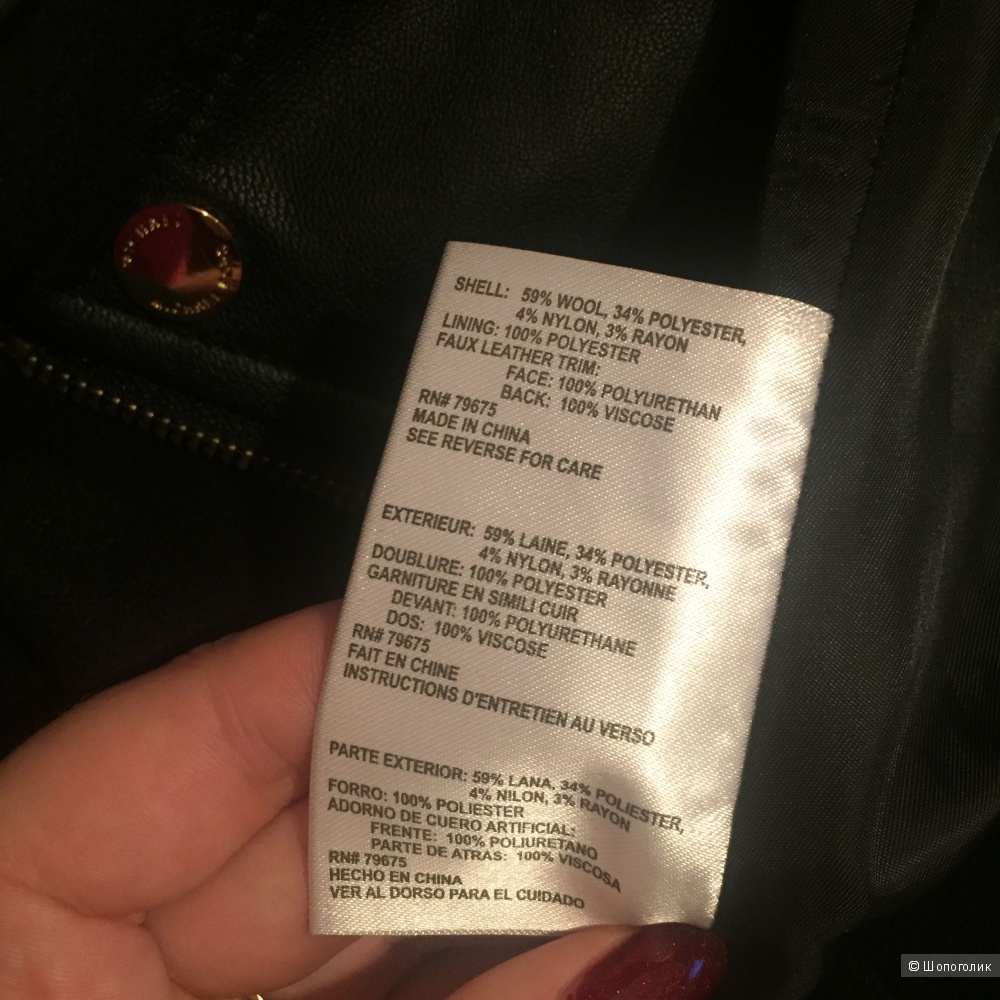 SHELL: 59% WOOL, 34% POLYESTER,
4% NYLON, 3% RAYON
LINING: 100% POLYESTER
FAUX LEATHER TRIM:
FACE: 100% POLYURETHAN
BACK: 100% VISCOSE
RN# 79675
MADE IN CHINA
SEE REVERSE FOR CARE
EXTERIEUR: 59% LAINE, 34% POLYESTER,
4% NYLON, 3% RAYONNE
DOUBLURE: 100% POLYESTER
GARNITURE EN SIMILI CUIR
DEVANT: 100% POLYURETHANE
DOS: 100% VISCOSE
RN# 79675
FAIT EN CHINE
INSTRUCTIONS D'ENTRETIEN AU VERSO
PARTE EXTERIOR: 59% LANA, 34% POLIESTER,
4% NILON, 3% RAYON
FORRO: 100% POLIESTER
ADORNO DE CUERO ARTIFICIAL:
FRENTE: 100% POLIURETANO
PARTE DE ATRAS: 100% VISCOSA
RN# 79675
HECHO EN CHINA
VER AL DORSO PARA EL CUIDADO
© Шопоголик